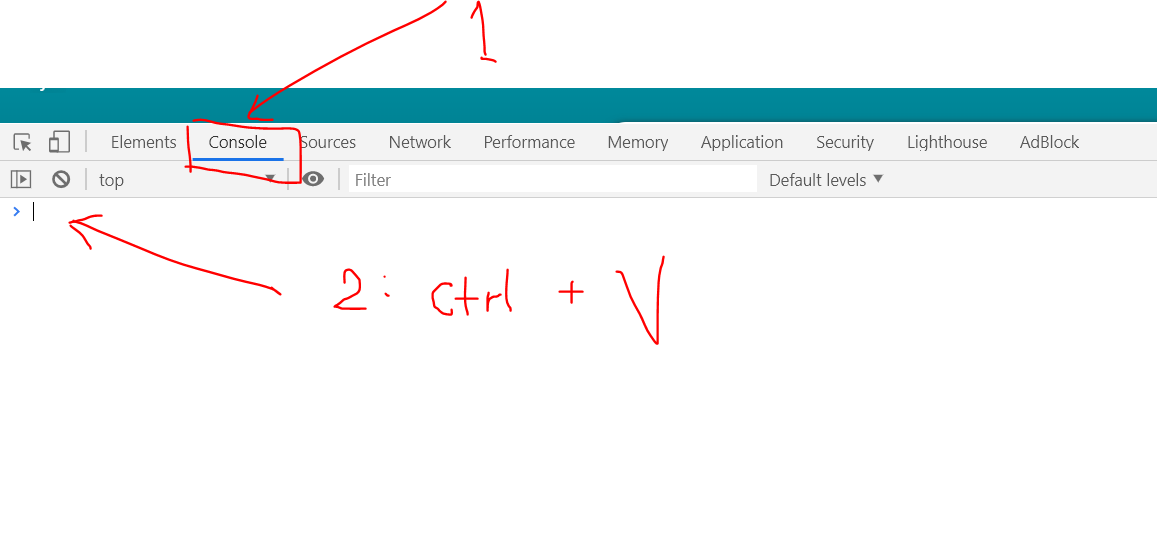 1
Elements Console Sources Network Performance Memory Application Security Lighthouse AdBlock
top Filter Default levels
2: ctrl + V